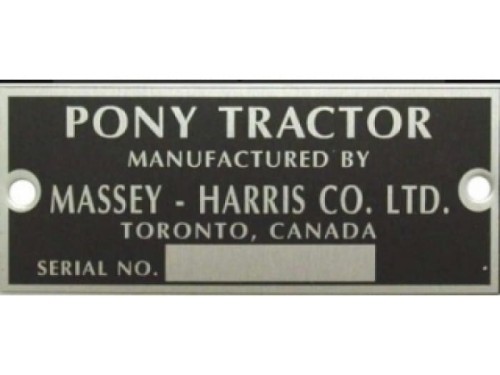 PONY TRACTOR
MANUFACTURED BY
MASSEY - HARRIS CO. LTD.
TORONTO, CANADA
SERIAL NO.